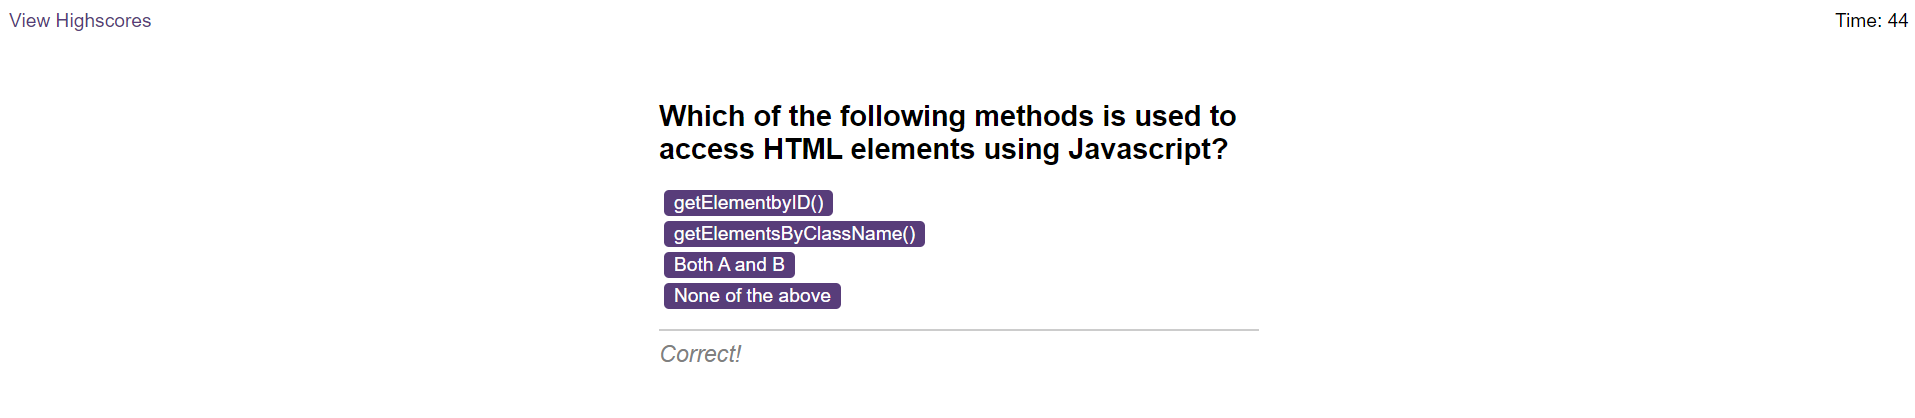 View Highscores
Time: 44
Which of the following methods is used to
access HTML elements using Javascript?
getElementbyID()
getElementsByClassName()
Both A and B
None of the above
Correct!